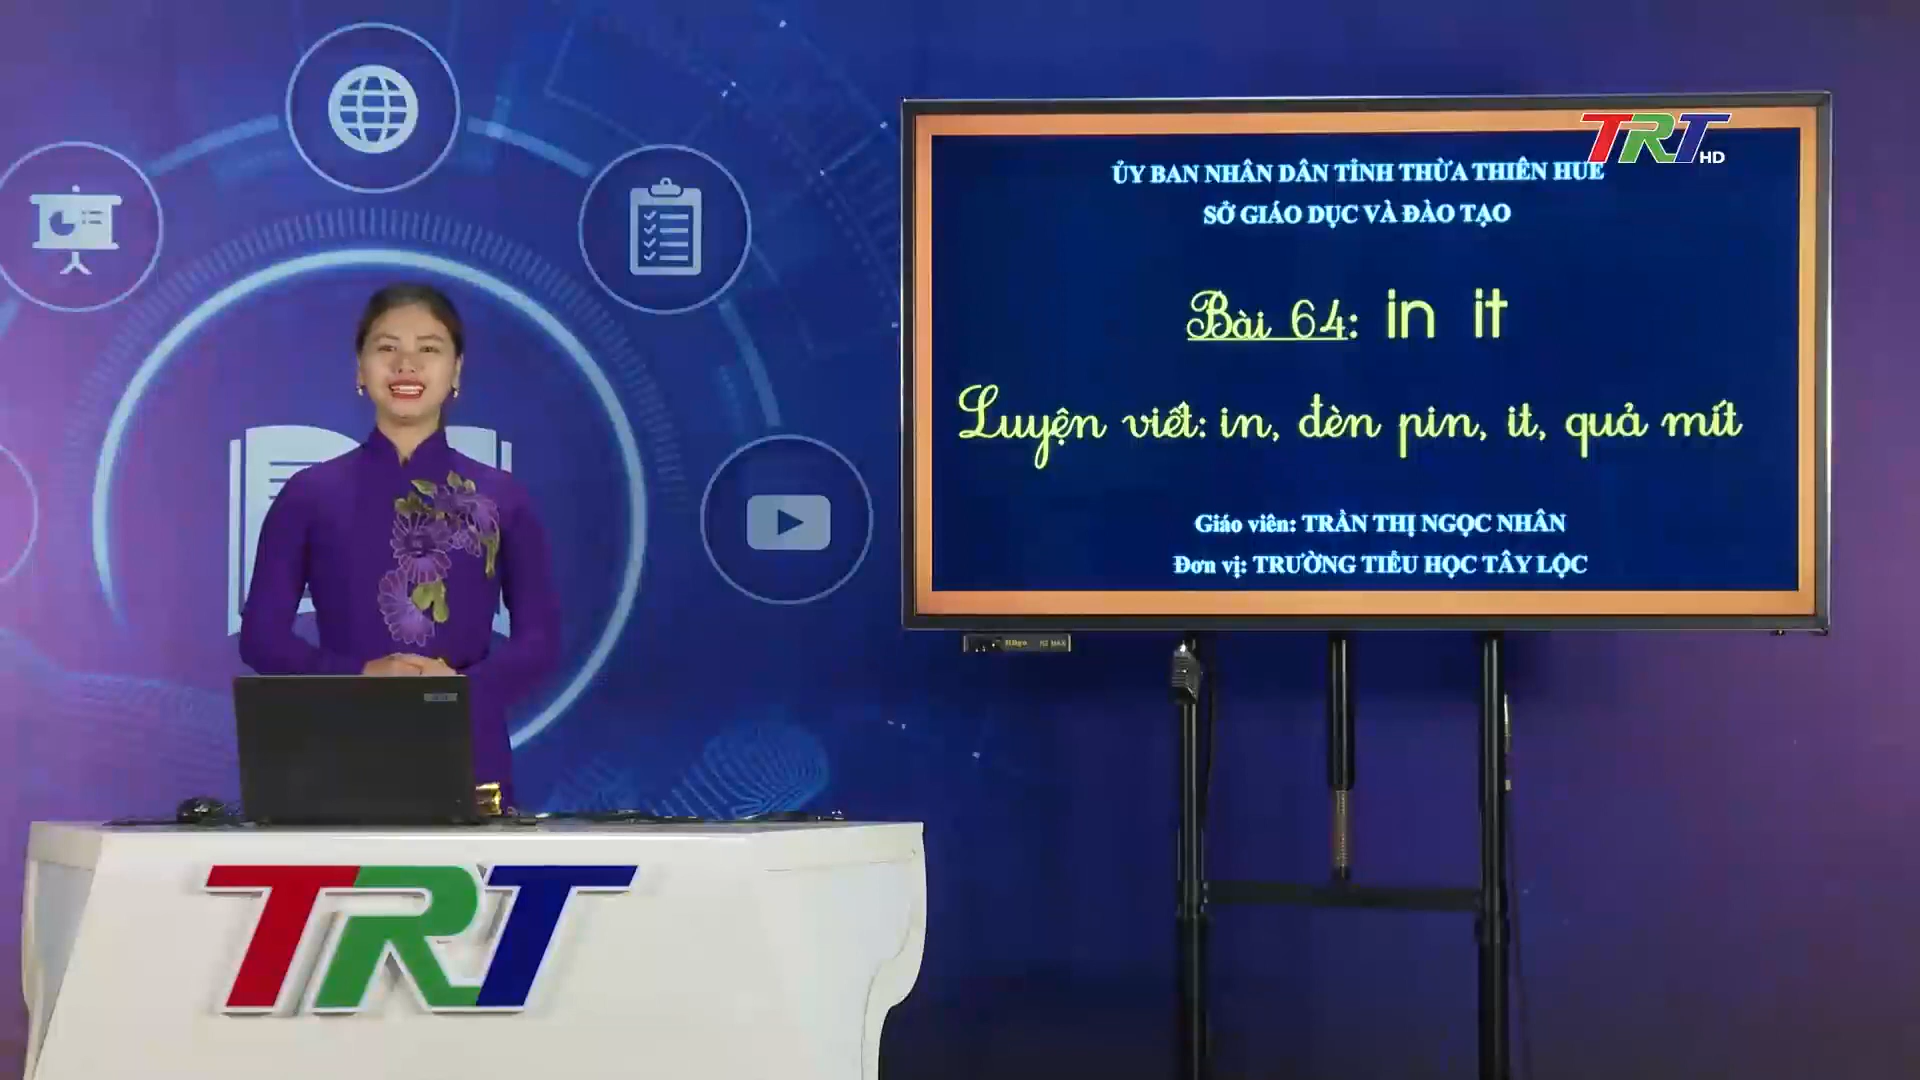 TRT HD
ỦY BAN NHÂN DÂN TỈNH THỪA THIÊN HUẾ
SỞ GIÁO DỤC VÀ ĐÀO TẠO
Bài 64: in it
Luyện viết: in, đèn pin, it, quả mít
Giáo viên: TRẦN THỊ NGỌC NHÂN
Đơn vị: TRƯỜNG TIỂU HỌC TÂY LỘC
TRT